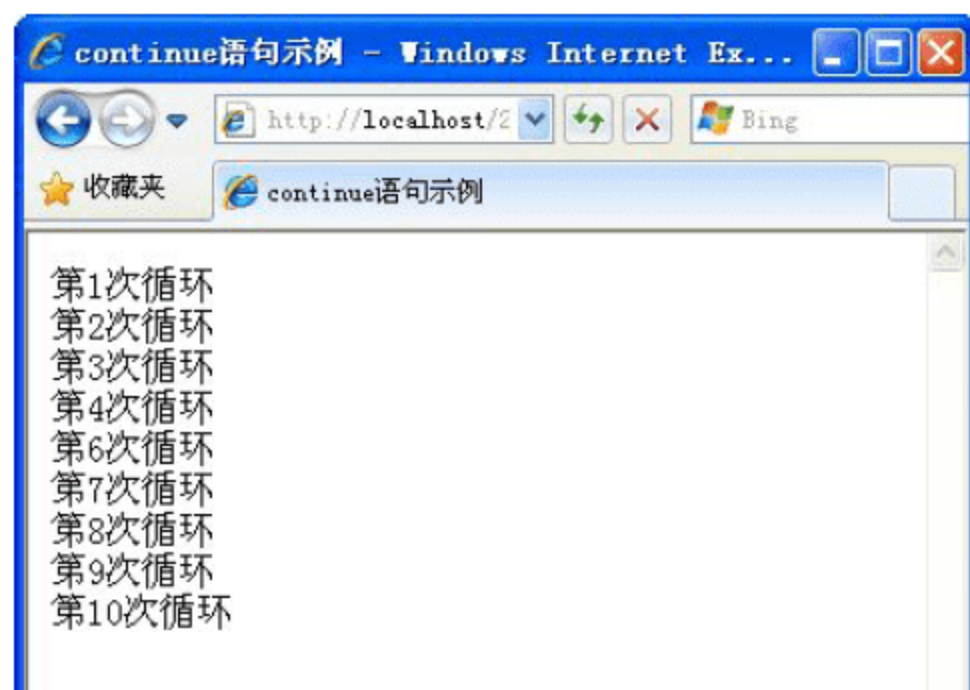 continue语句示例 - Windows Internet Ex...
http://localhost/2
Bing
收藏夹
continue语句示例
第1次循环
第2次循环
第3次循环
第4次循环
第6次循环
第7次循环
第8次循环
第9次循环
第10次循环